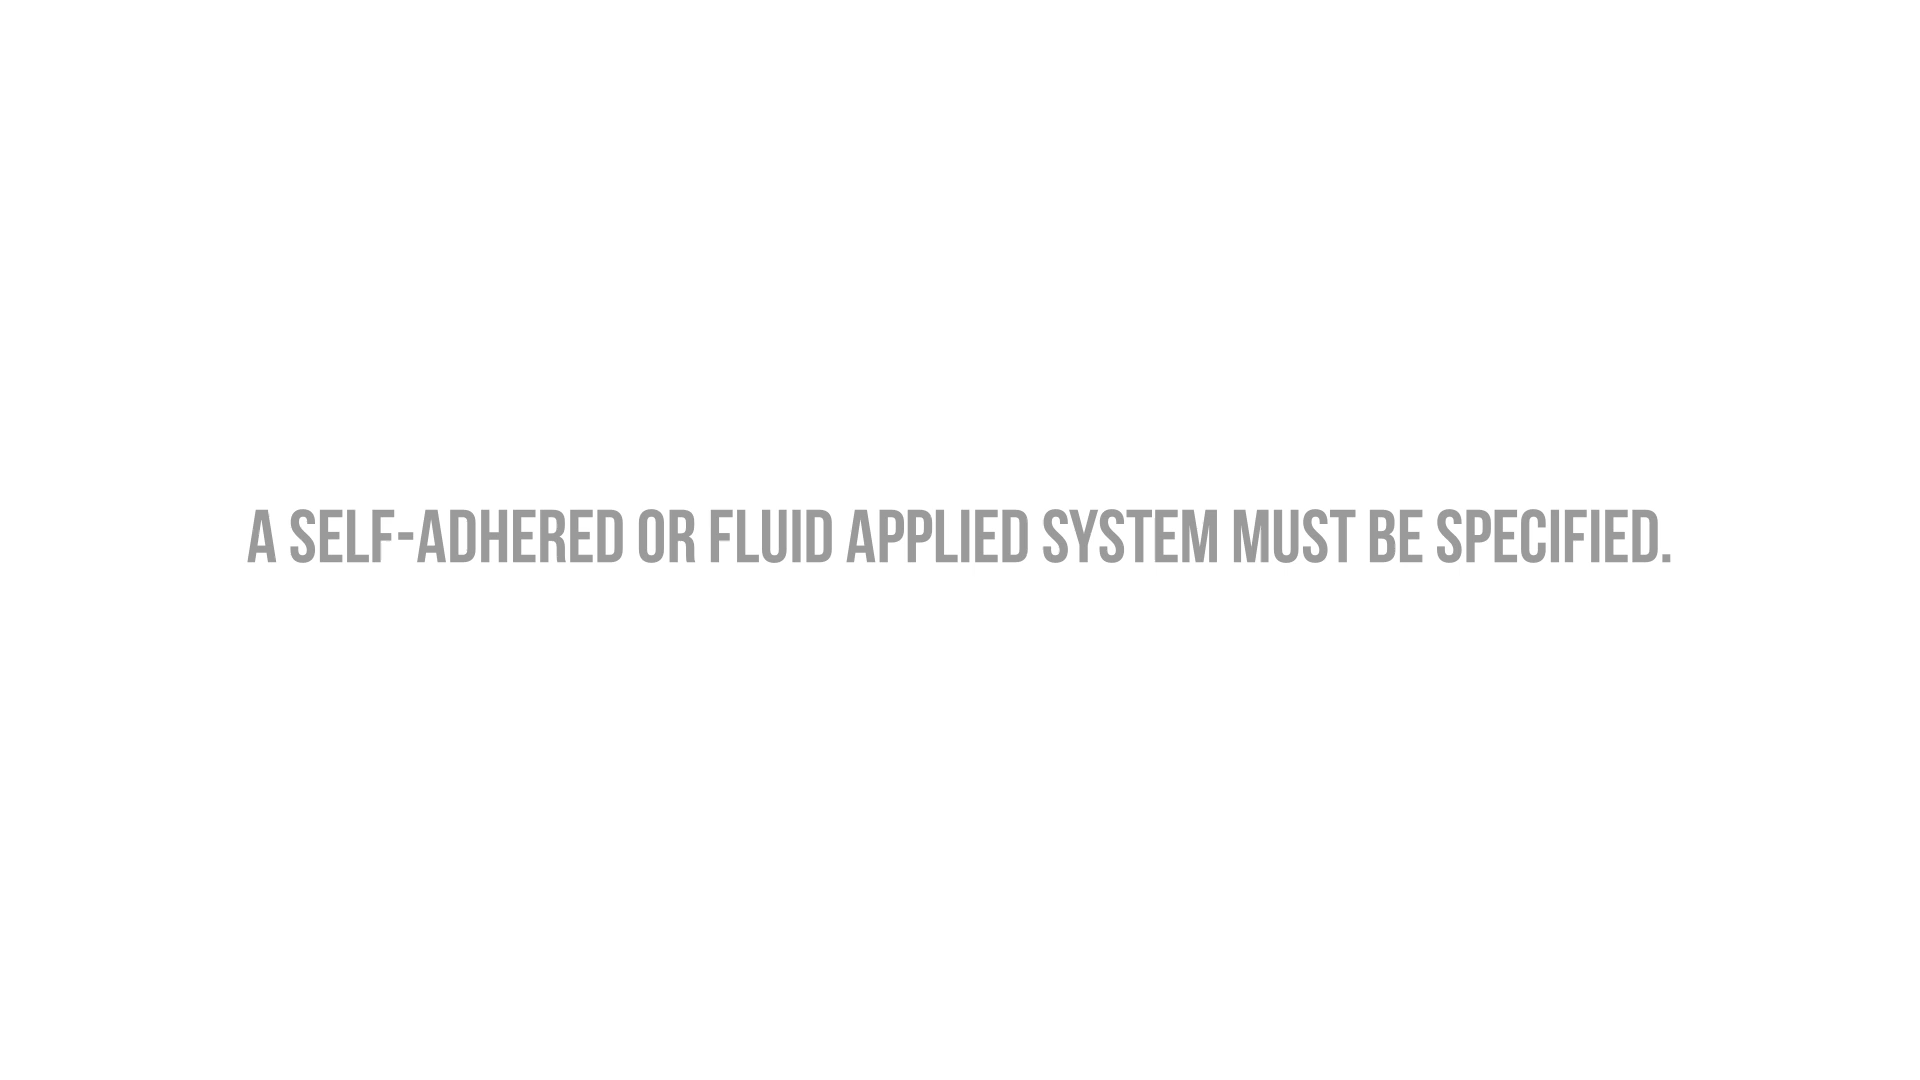 A SELF-ADHERED OR FLUID APPLIED SYSTEM MUST BE SPECIFIED.